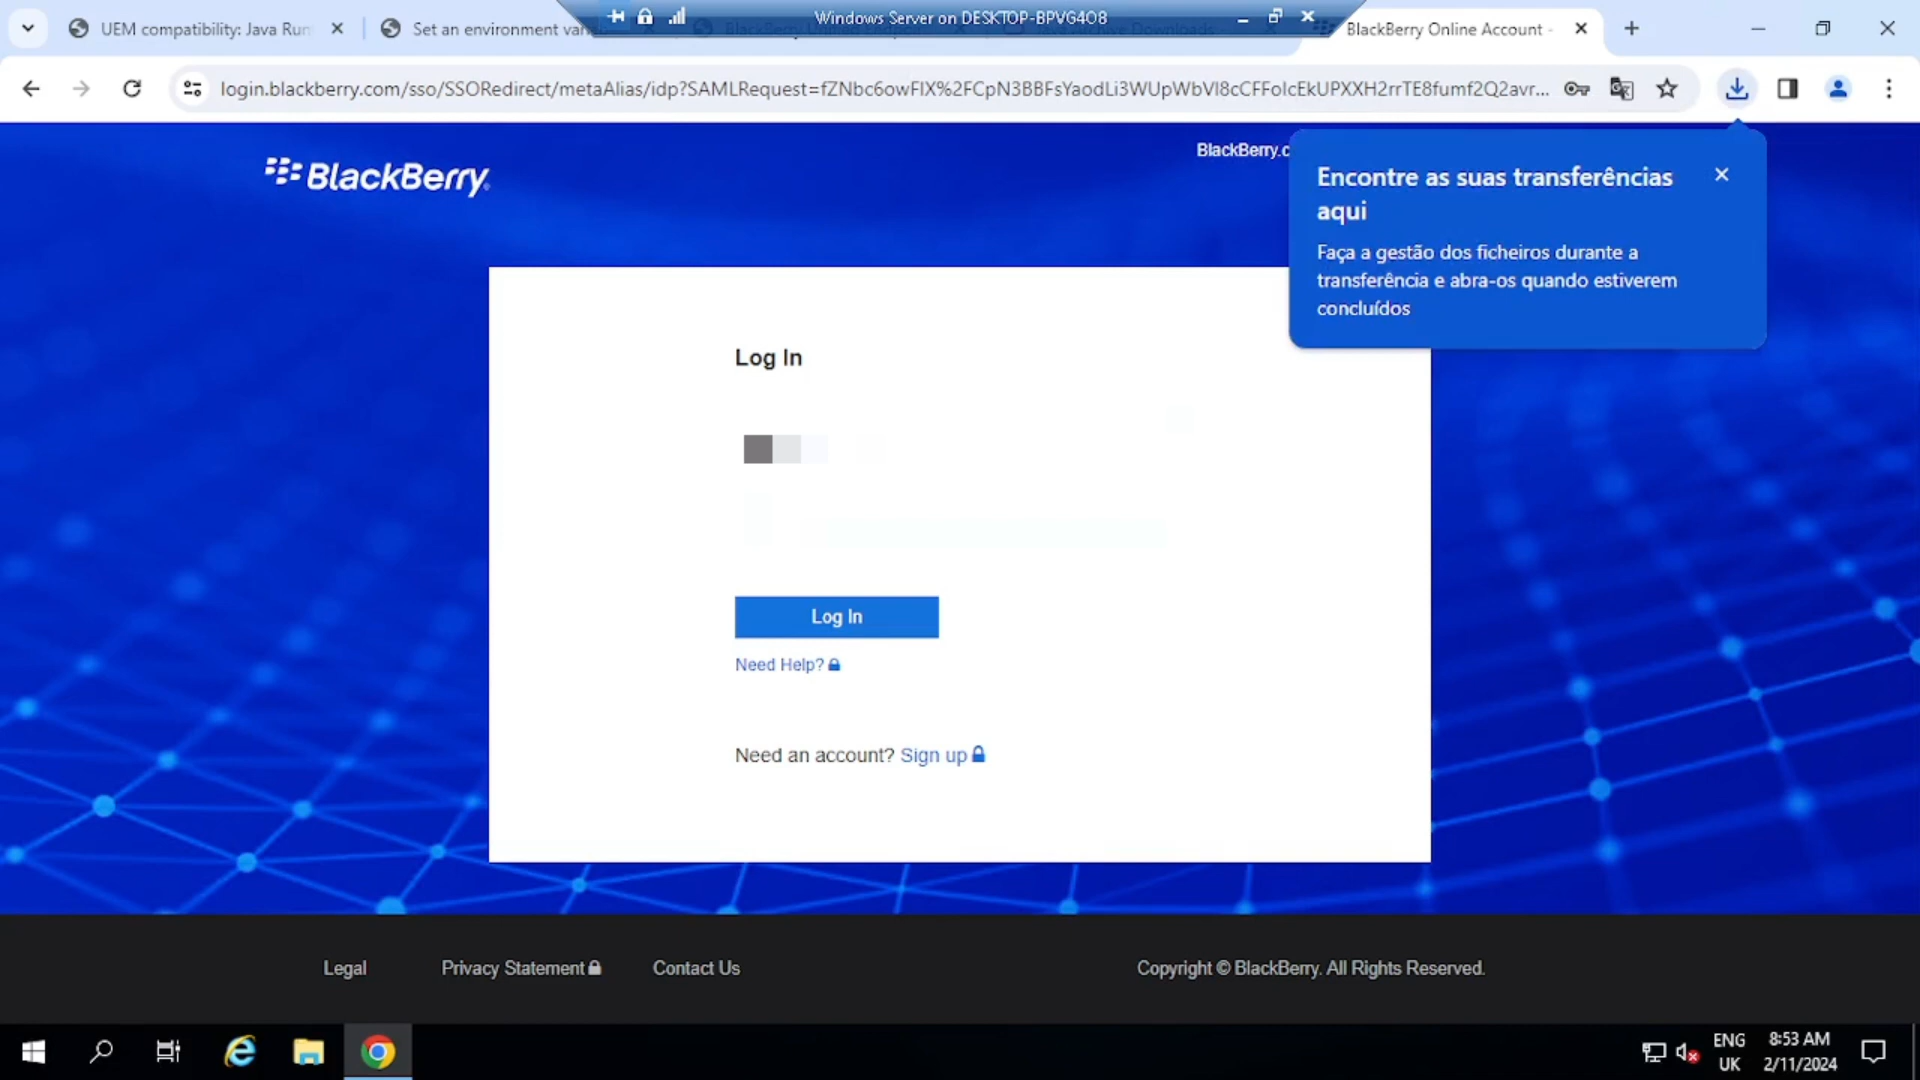 Windows Server on DESKTOP-BPVG4O8
UEM compatibility: Java Run
Set an environment vari
BlackBerry Online Account -
login.blackberry.com/sso/SSORedirect/metaAlias/idp?SAMLRequest=fZNbc6owFIX%2FCpN3BBFsYaodLi3WUpWbVI8cCFFoIcEkUPXXH2rrTE8fumf2Q2avr...
BlackBerry
BlackBerry.c
Encontre as suas transferências
aqui
Faça a gestão dos ficheiros durante a
transferência e abra-os quando estiverem
concluídos
Log In
Log In
Need Help?
Need an account? Sign up
Legal
Privacy Statement
Contact Us
Copyright © BlackBerry. All Rights Reserved.
ENG
UK
8:53 AM
2/11/2024